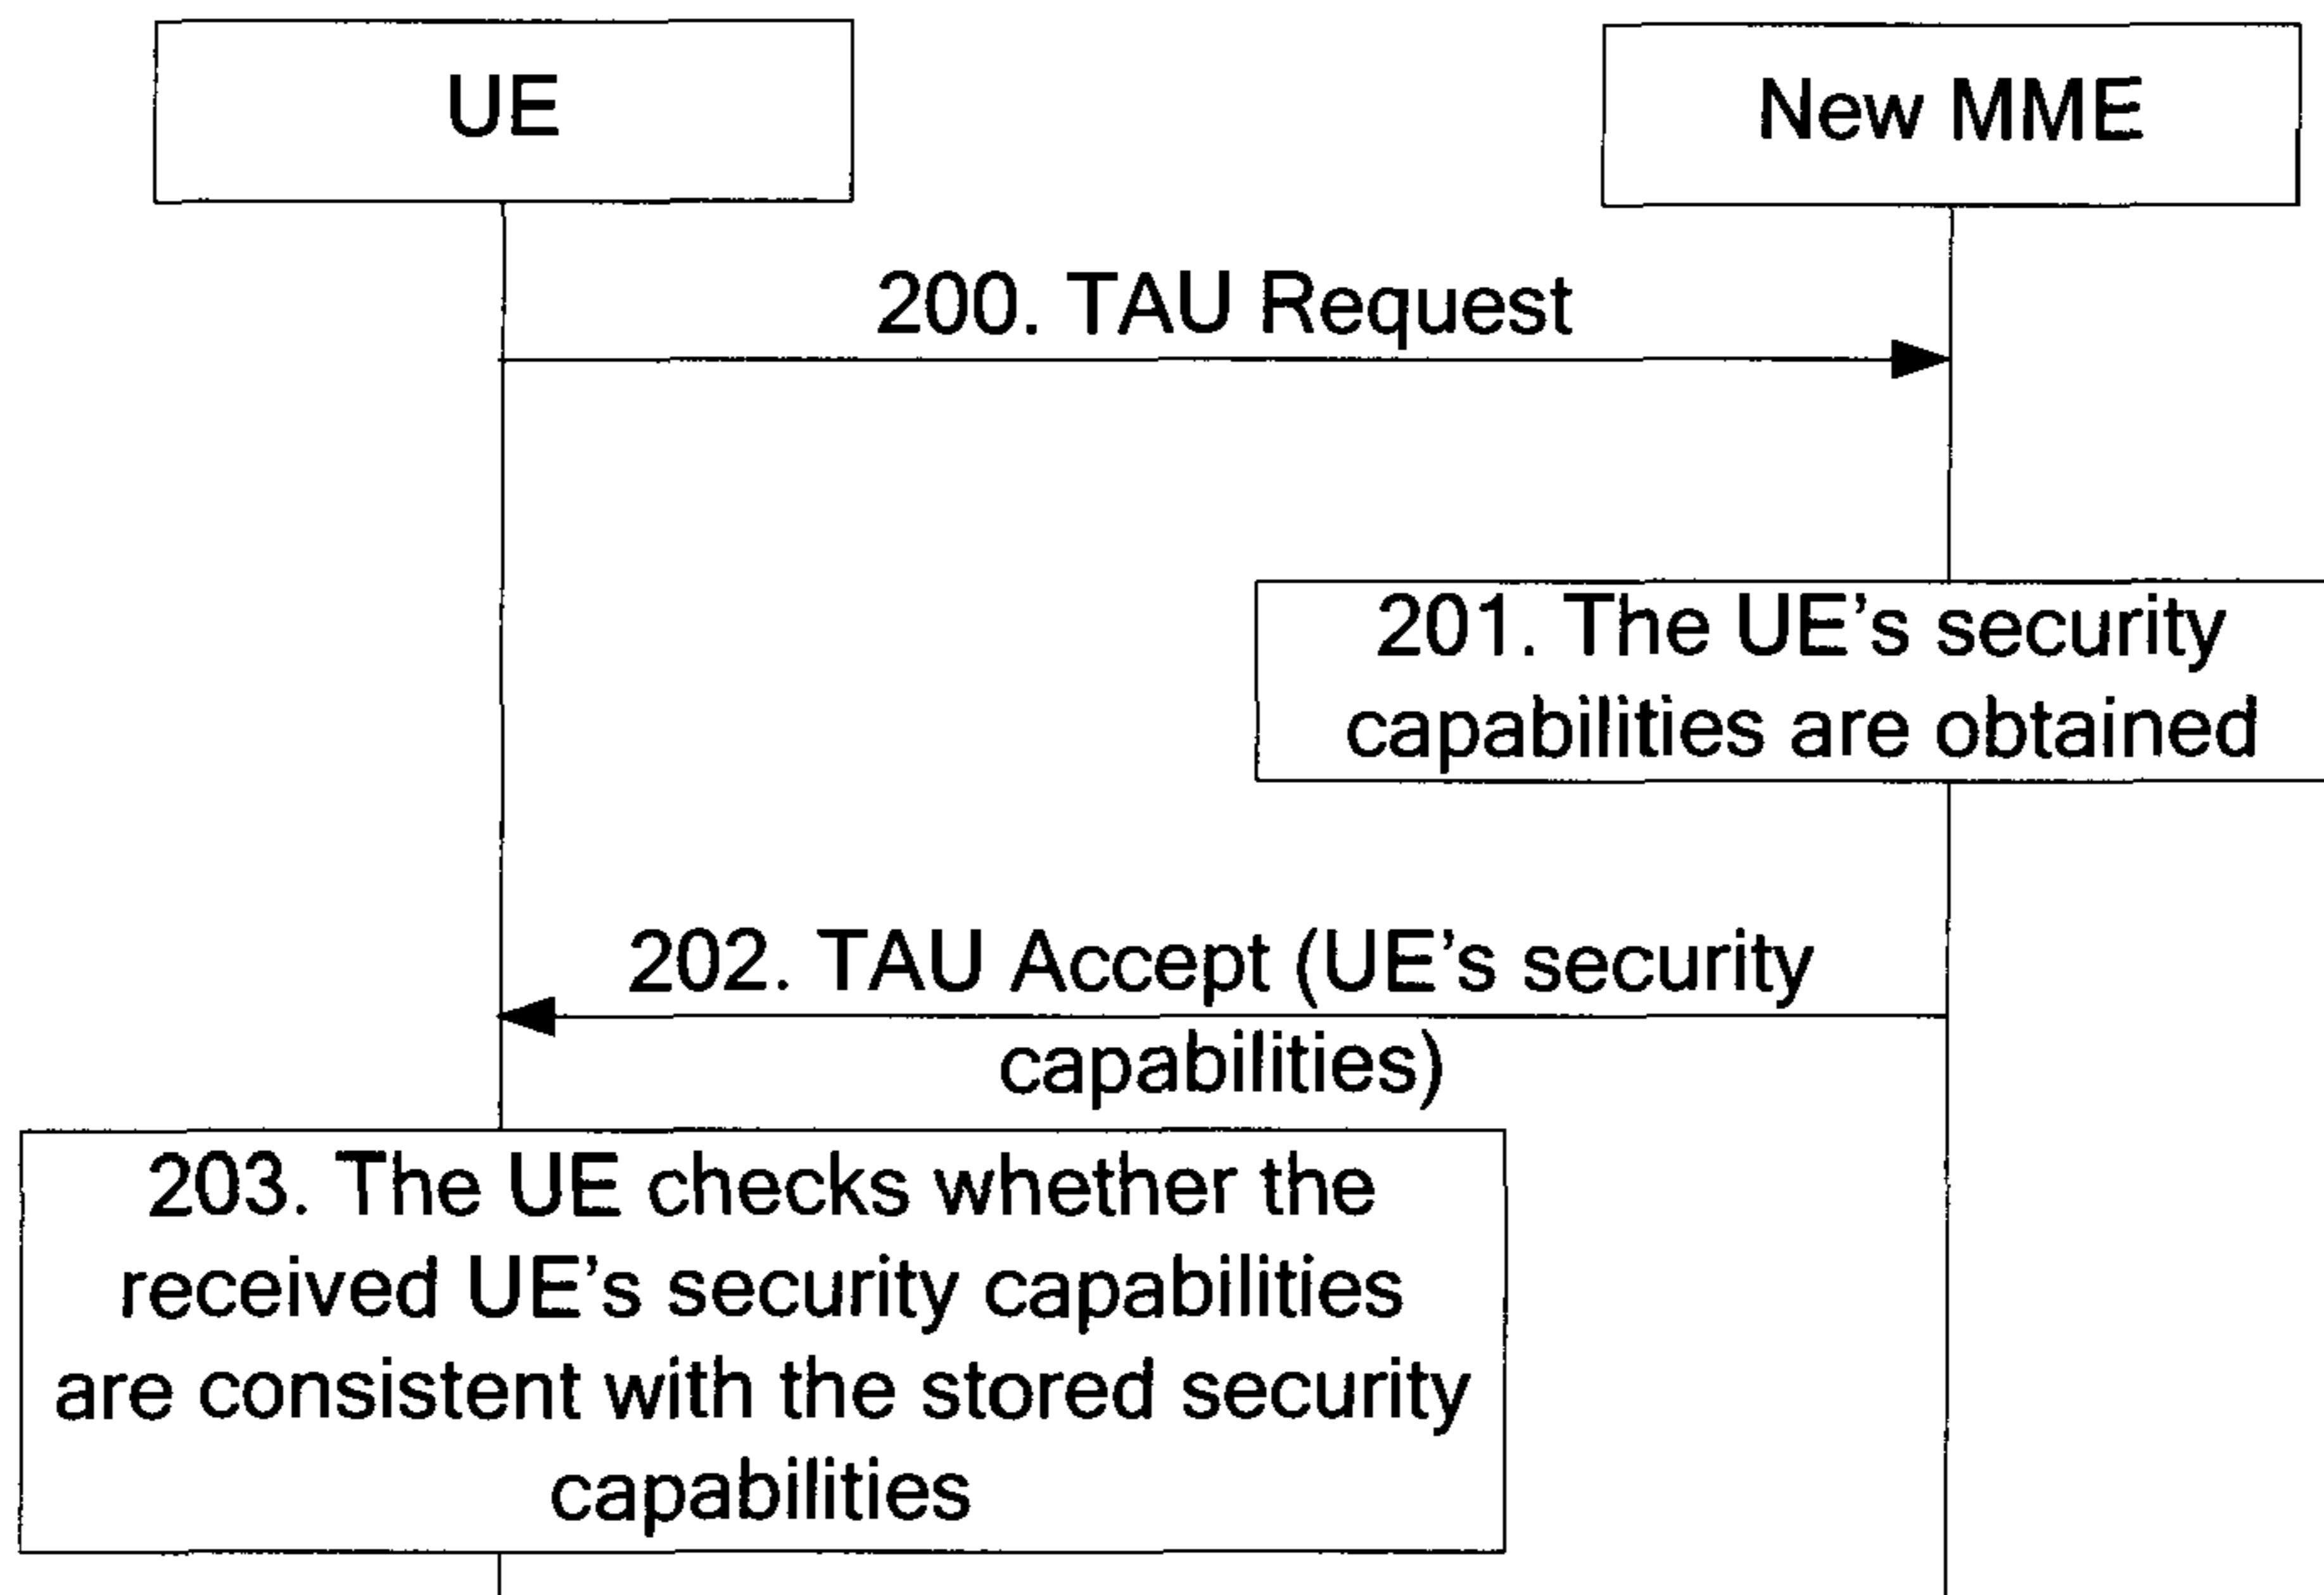 UE
New MME
200. TAU Request
201. The UE’s security
capabilities are obtained
202. TAU Accept (UE’s security
capabilities)
203. The UE checks whether the
received UE’s security capabilities
are consistent with the stored security
capabilities